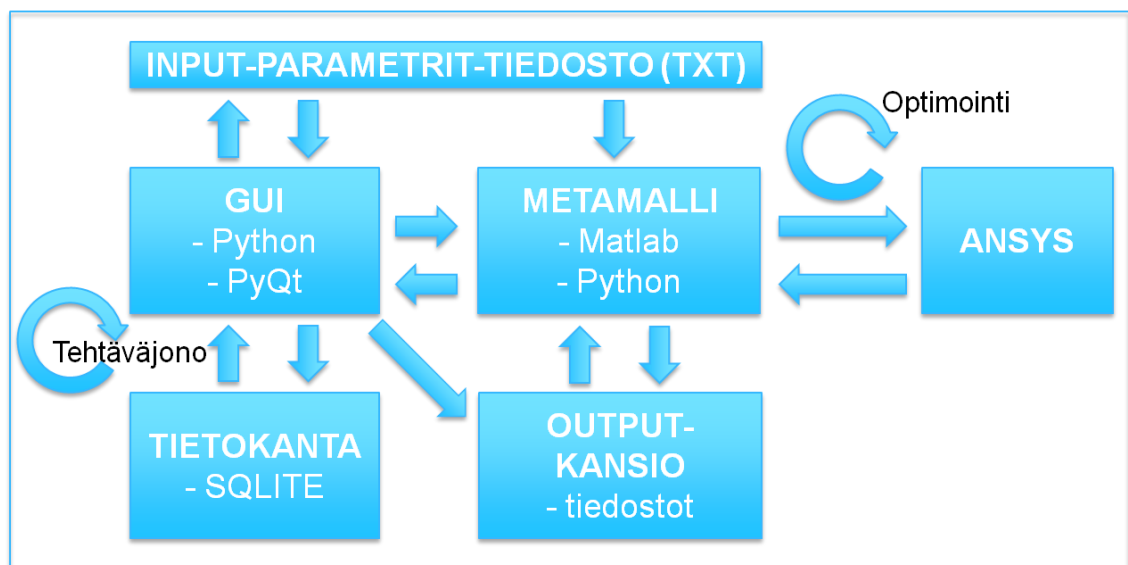 INPUT-PARAMETRIT-TIEDOSTO (TXT)
Optimointi
GUI
- Python
- PyQt
METAMALLI
- Matlab
- Python
ANSYS
Tehtäväjono
TIETOKANTA
- SQLITE
OUTPUT-
KANSIO
- tiedostot